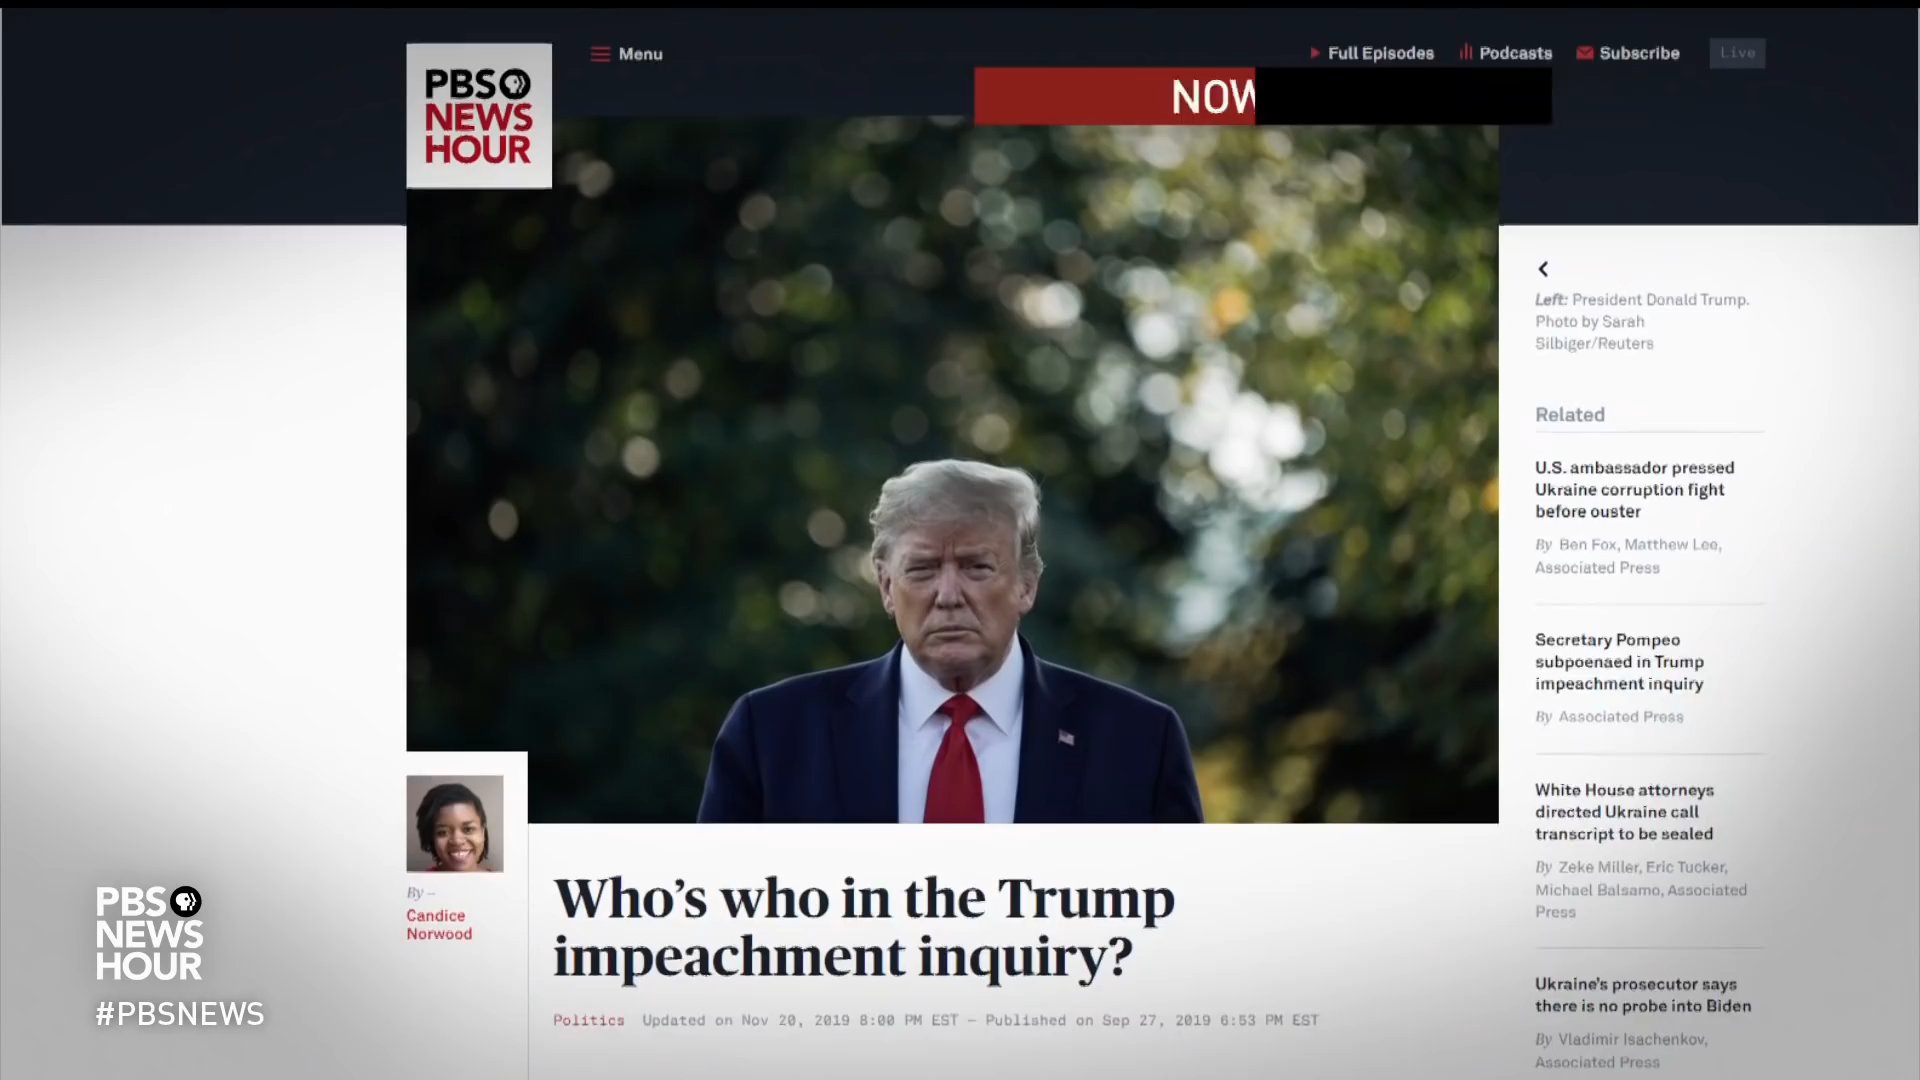 PBS
NEWS
HOUR
Menu
Full Episodes
Podcasts
Subscribe
Live
NOW
Left: President Donald Trump.
Photo by Sarah
Silbiger/Reuters
Related
U.S. ambassador pressed
Ukraine corruption fight
before ouster
By Ben Fox, Matthew Lee,
Associated Press
Secretary Pompeo
subpoenaed in Trump
impeachment inquiry
By Associated Press
White House attorneys
directed Ukraine call
transcript to be sealed
By Zeke Miller, Eric Tucker,
Michael Balsamo, Associated
Press
Ukraine's prosecutor says
there is no probe into Biden
By Vladimir Isachenkov,
Associated Press
By –
Candice
Norwood
Who's who in the Trump
impeachment inquiry?
Politics Updated on Nov 20, 2019 8:00 PM EST — Published on Sep 27, 2019 6:53 PM EST
PBS
NEWS
HOUR
#PBSNEWS